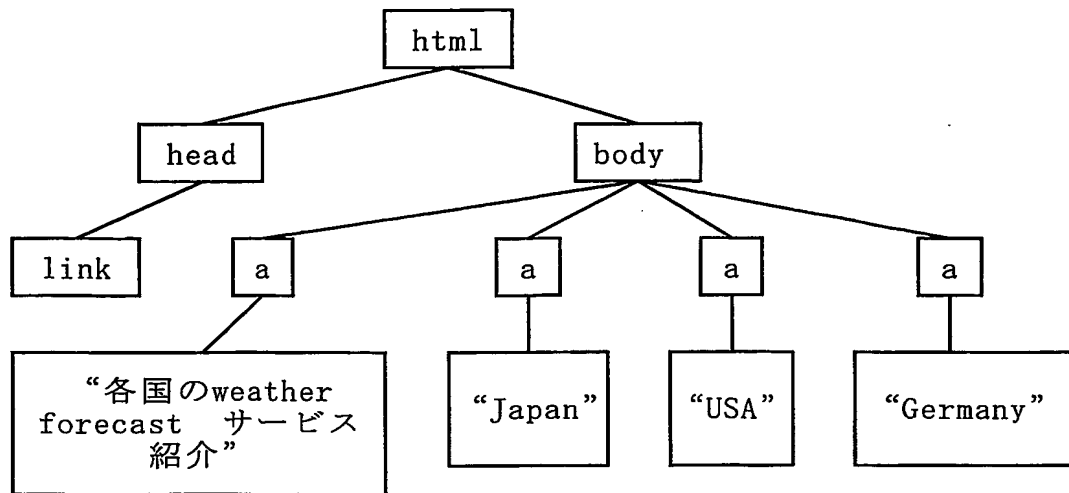 html
head
body
link
a
a
a
a
“各国のweather
forecast　サービス
紹介”
“Japan”
“USA”
“Germany”